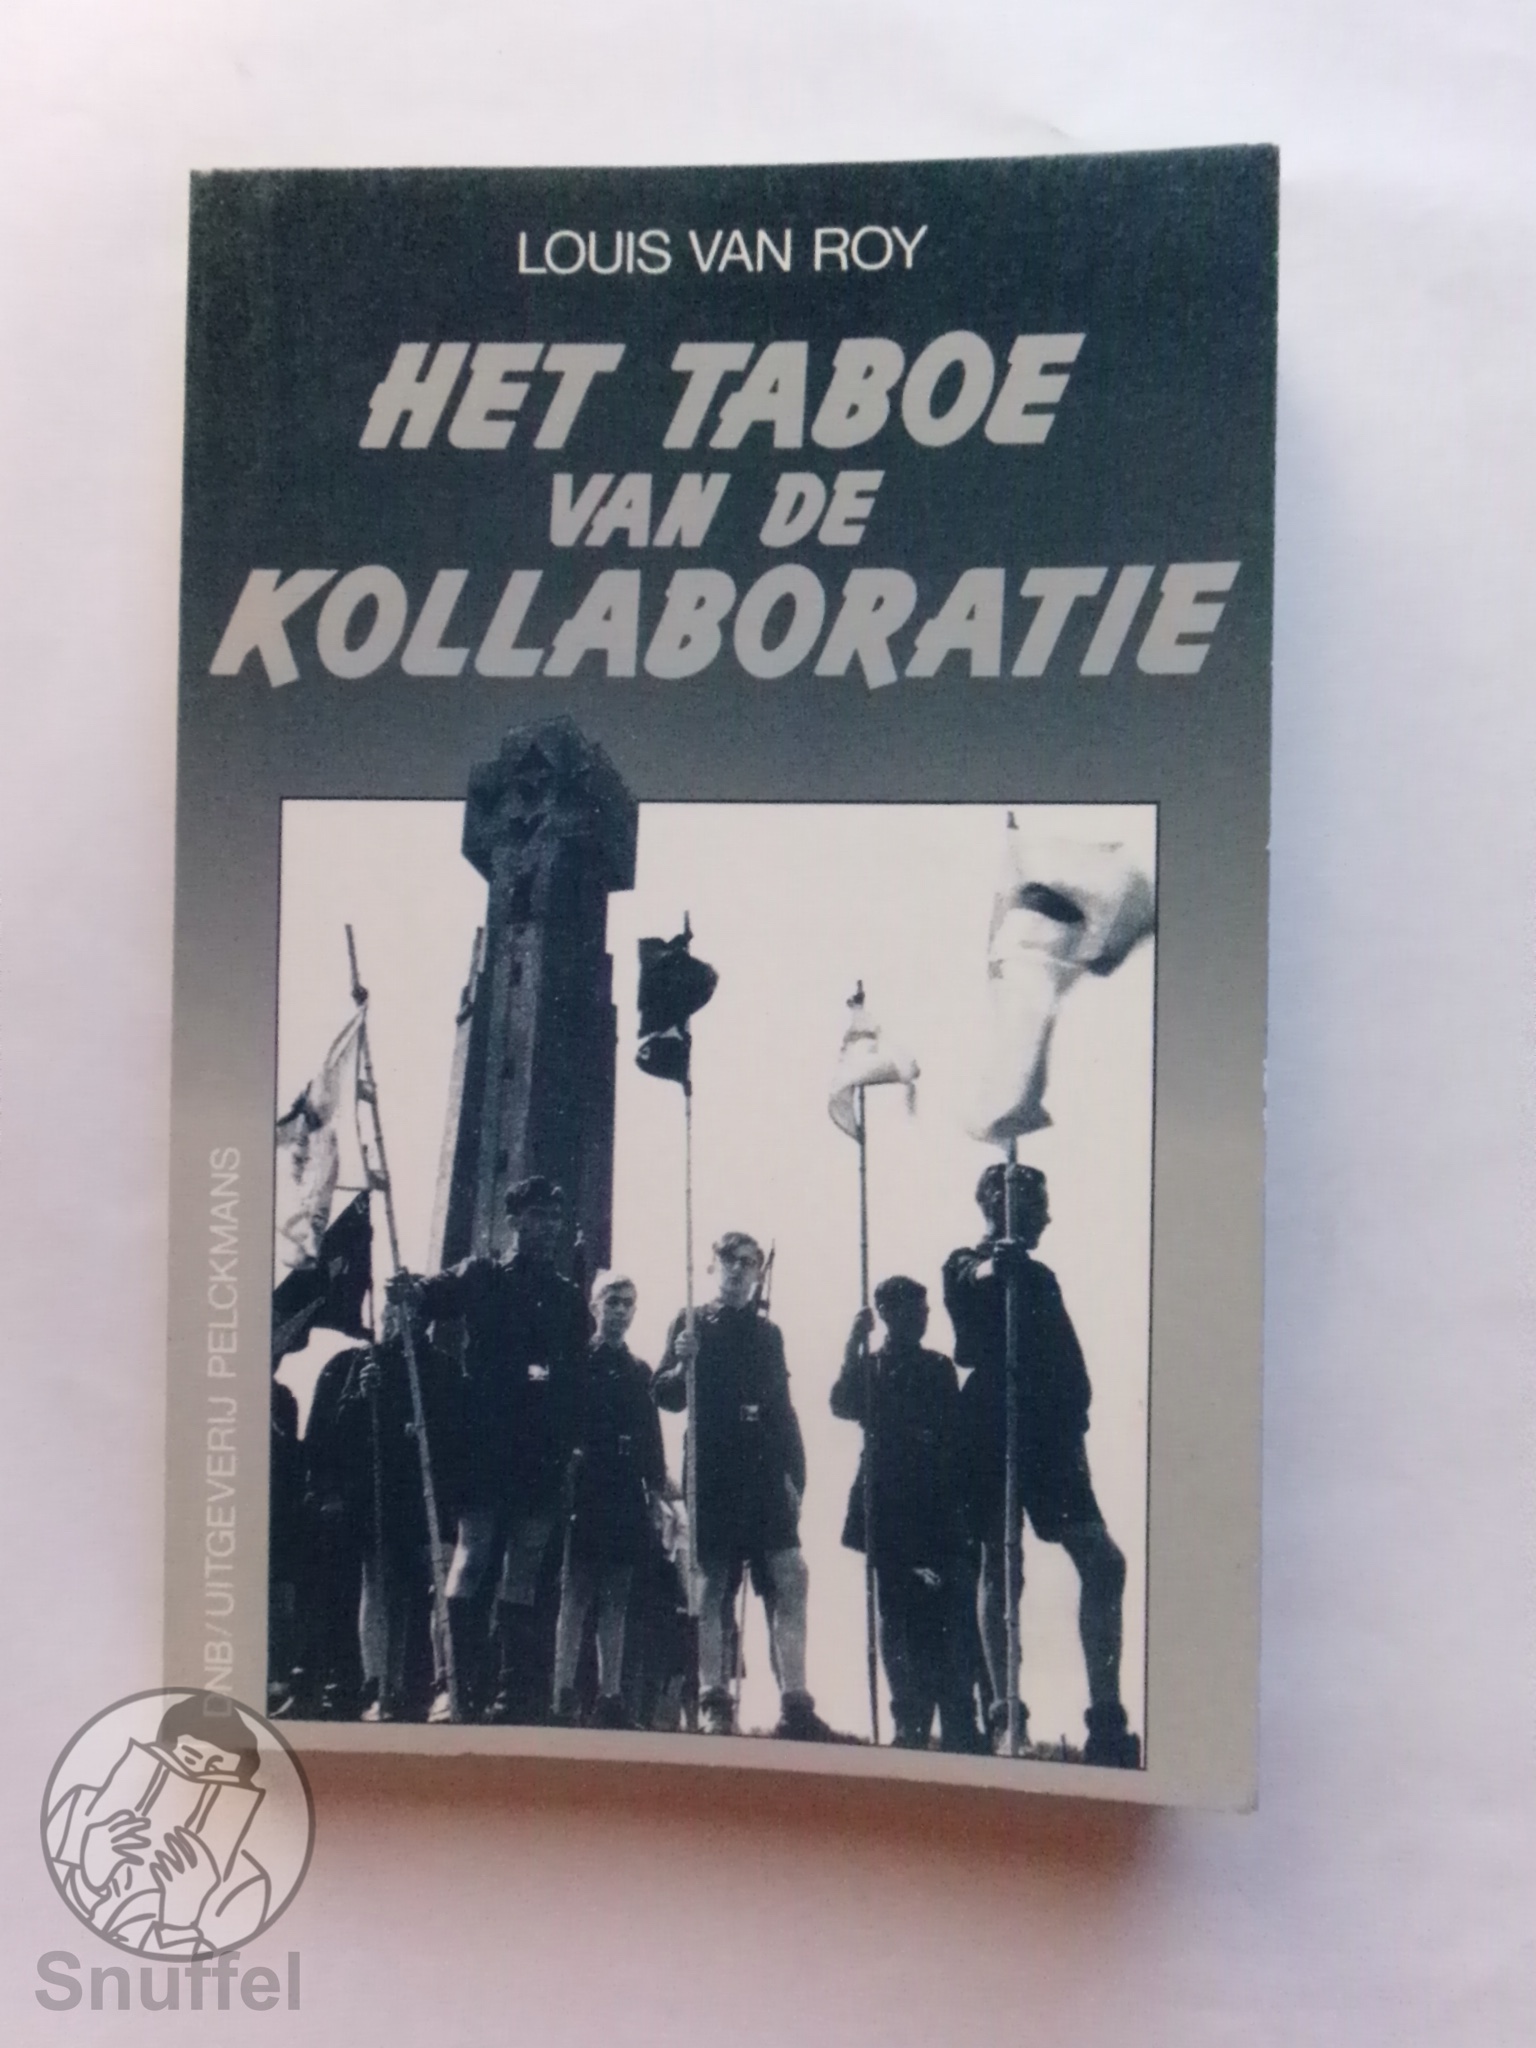 LOUIS VAN ROY
HET TABOE
VAN DE
KOLLABORATIE
DNB/UITGEVERIJ PELCKMANS
Snuffel